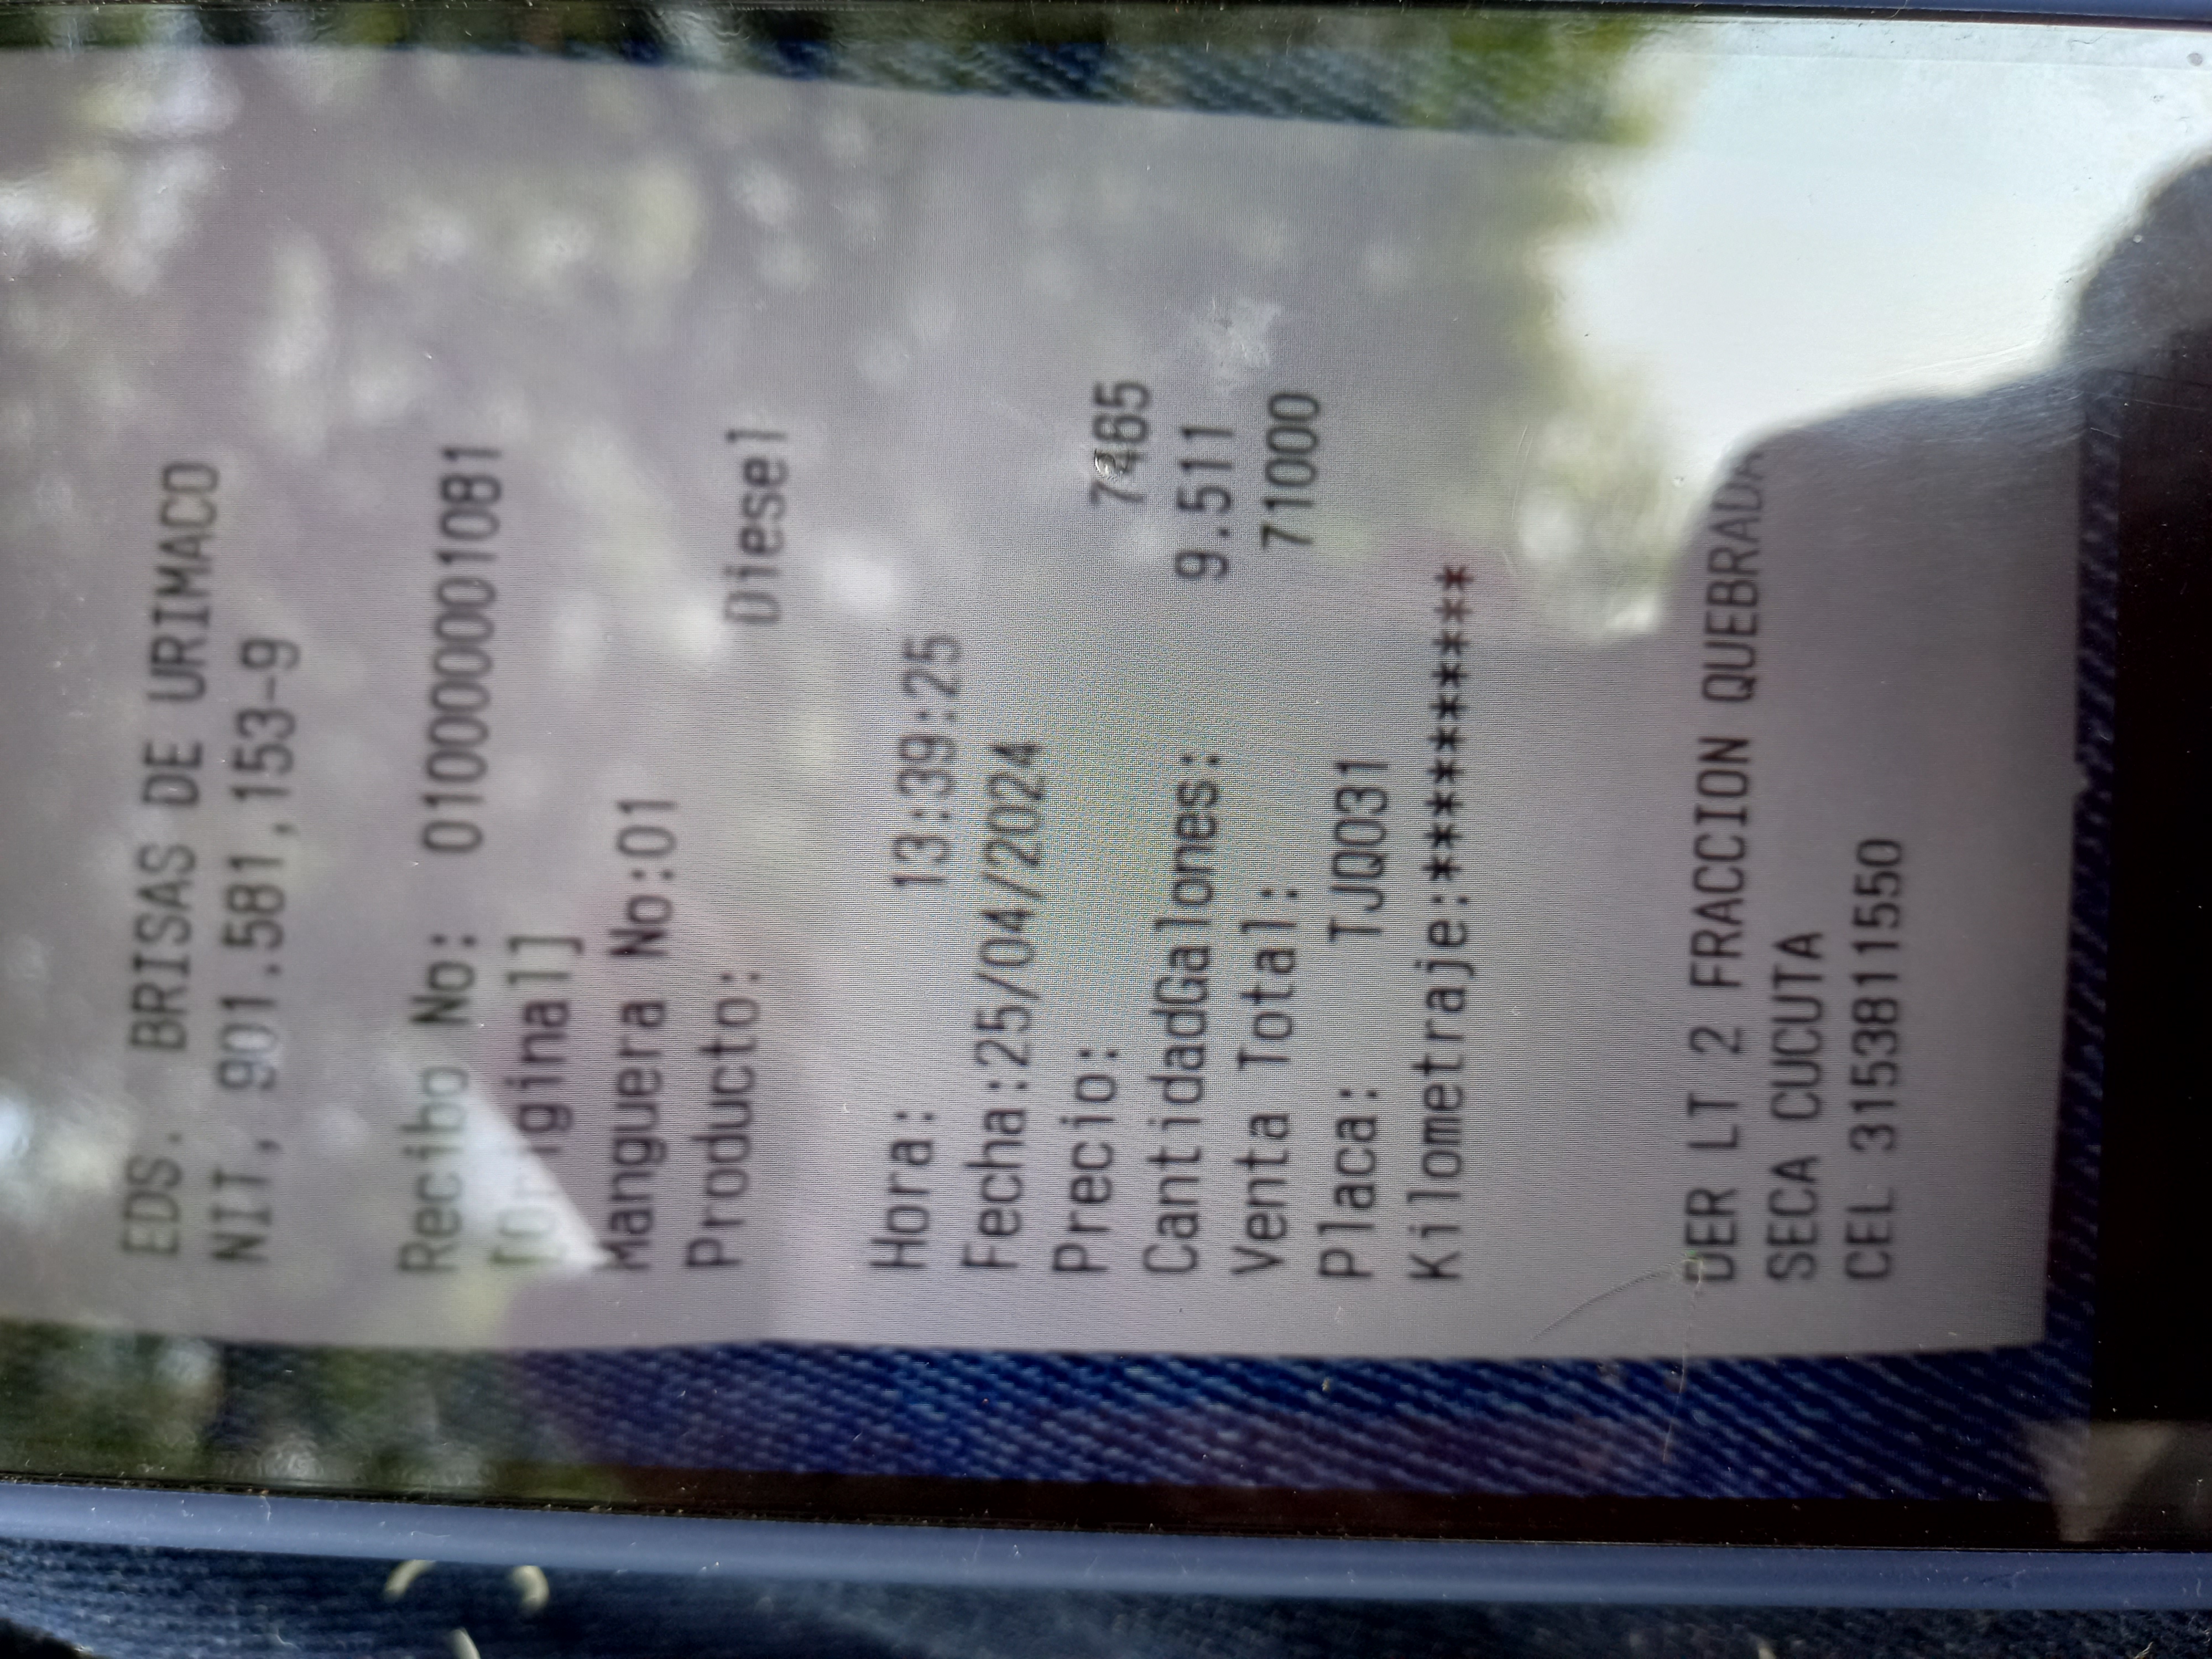 EDS. BRISAS DE URIMACO
NIT, 901.581,153-9
Recibo No: 0100000001081
[Original]
Manguera No:01
Producto: Diesel
Hora: 13:39:25
Fecha:25/04/2024
Precio: 7465
CantidadGalones: 9.511
Venta Total: 71000
Placa: TJQ031
Kilometraje:***********
DER LT 2 FRACCION QUEBRADA
SECA CUCUTA
CEL 3153811550